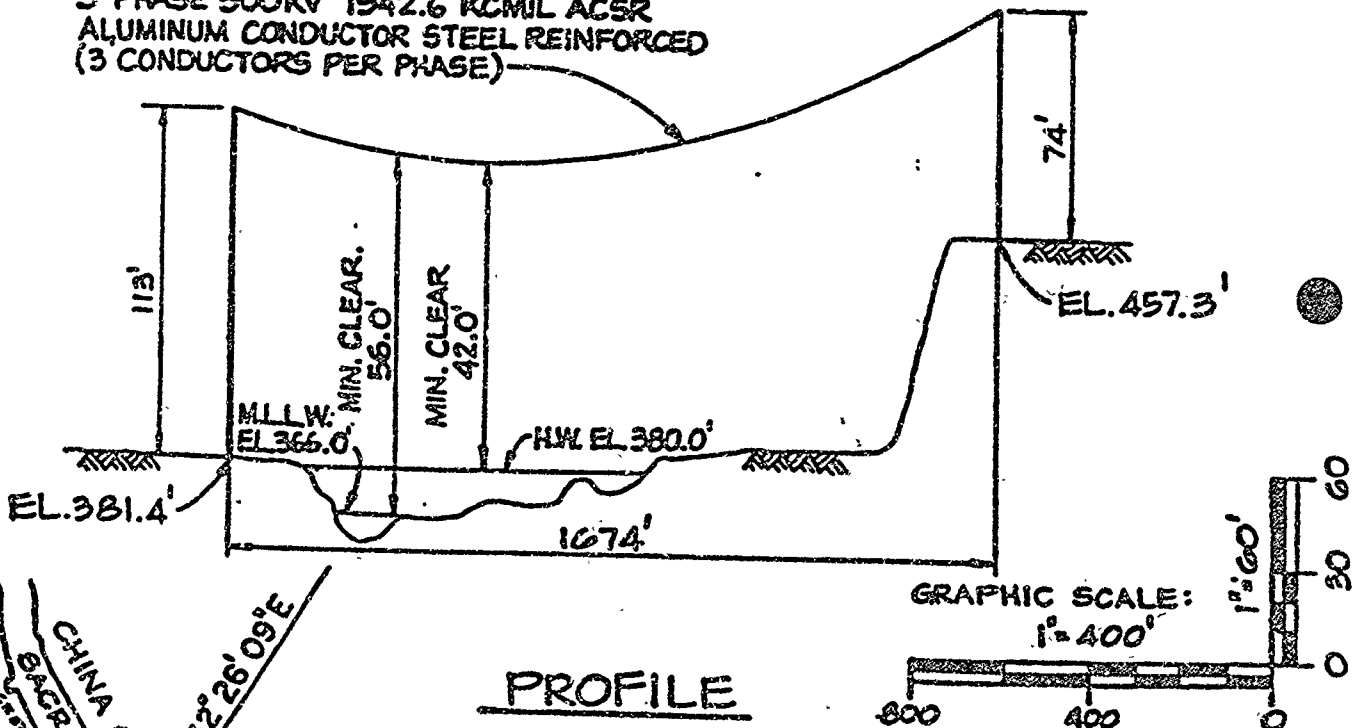 3 PHASE 500KV 1542.6 KCMIL ACSR
ALUMINUM CONDUCTOR STEEL REINFORCED
(3 CONDUCTORS PER PHASE)
74'
113'
MIN. CLEAR.
56.0'
MIN. CLEAR
42.0'
EL.457.3'
M.L.L.W.
EL.366.0'
H.W. EL.380.0'
EL.381.4'
1674'
60
30
0
1"=60'
GRAPHIC SCALE:
1"=400'
800
400
0
PROFILE
CHINA
2° 26' 09"E